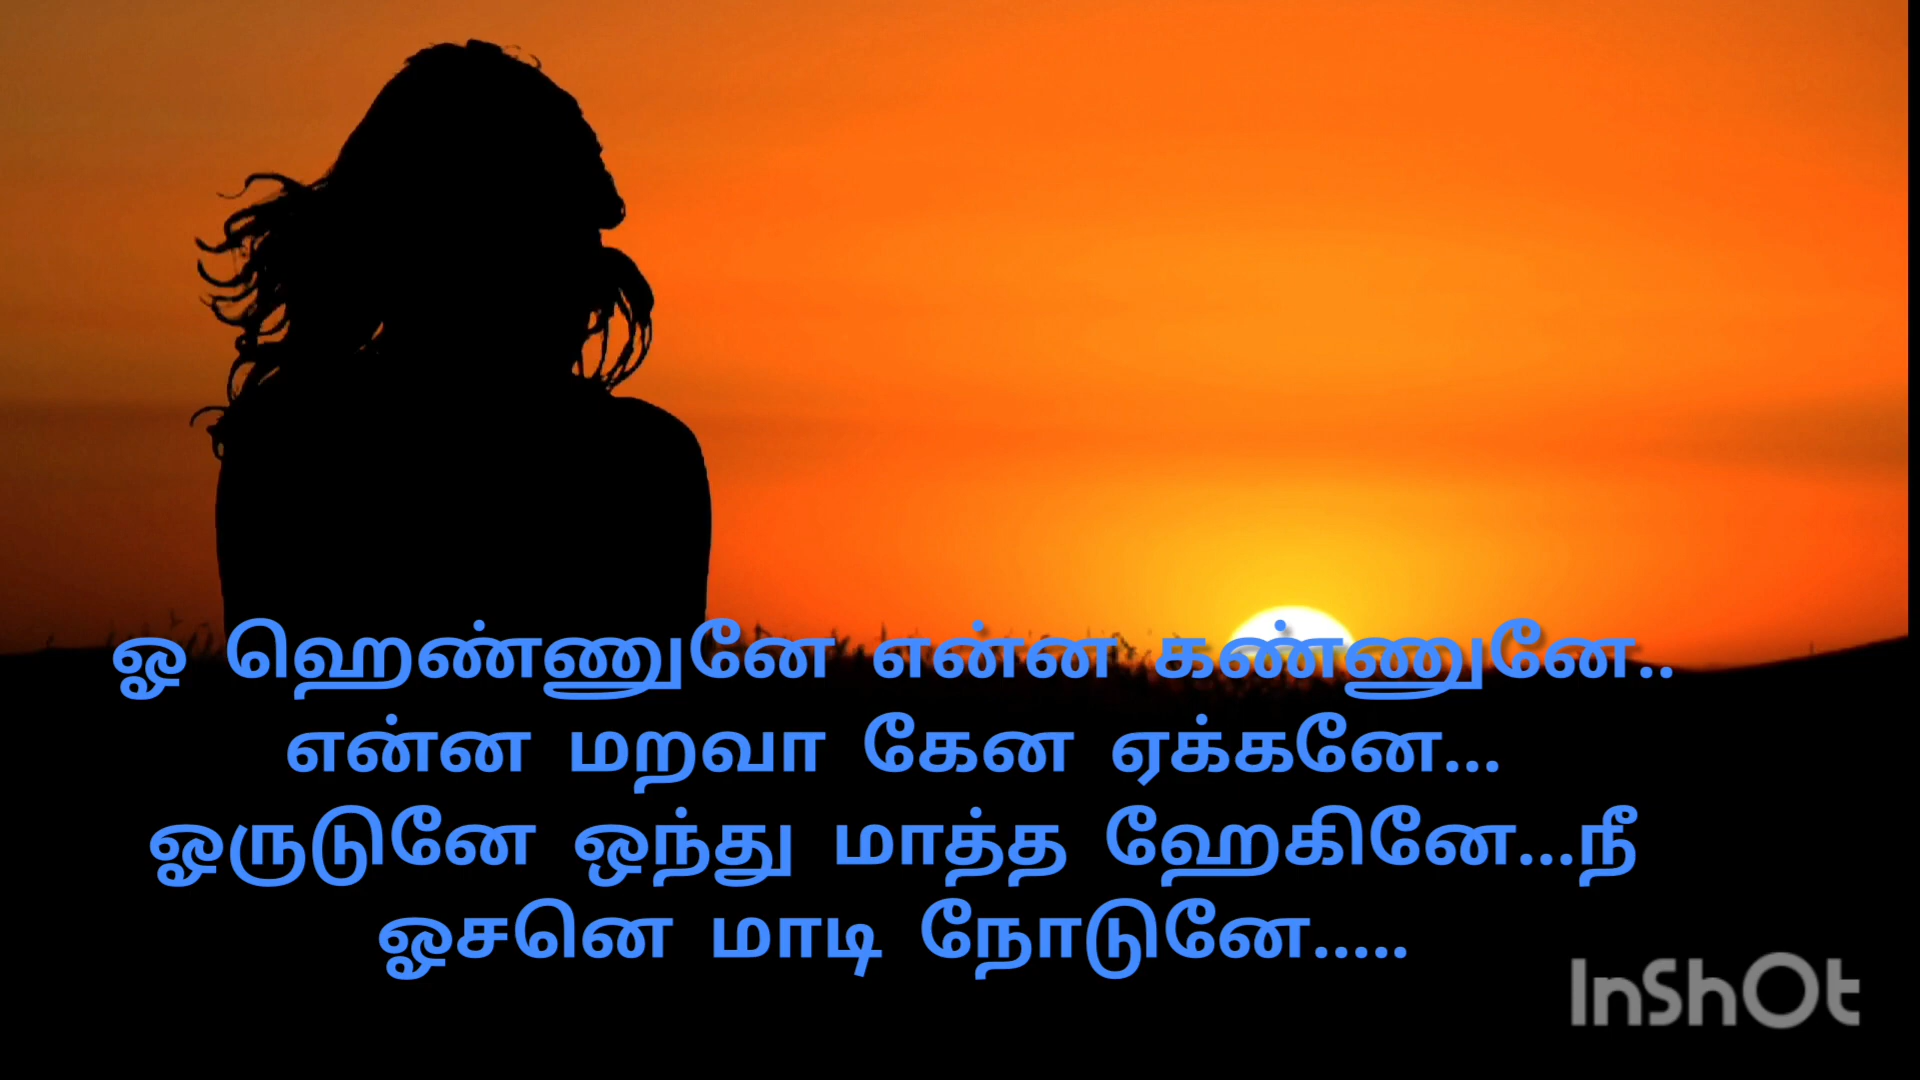 ஓ ஹெண்ணுனே என்ன கண்ணுனே..
என்ன மறவா கேன ஏக்கனே...
ஓருடுனே ஒந்து மாத்த ஹேகினே...நீ
ஓசனெ மாடி நோடுனே.....
InShOt